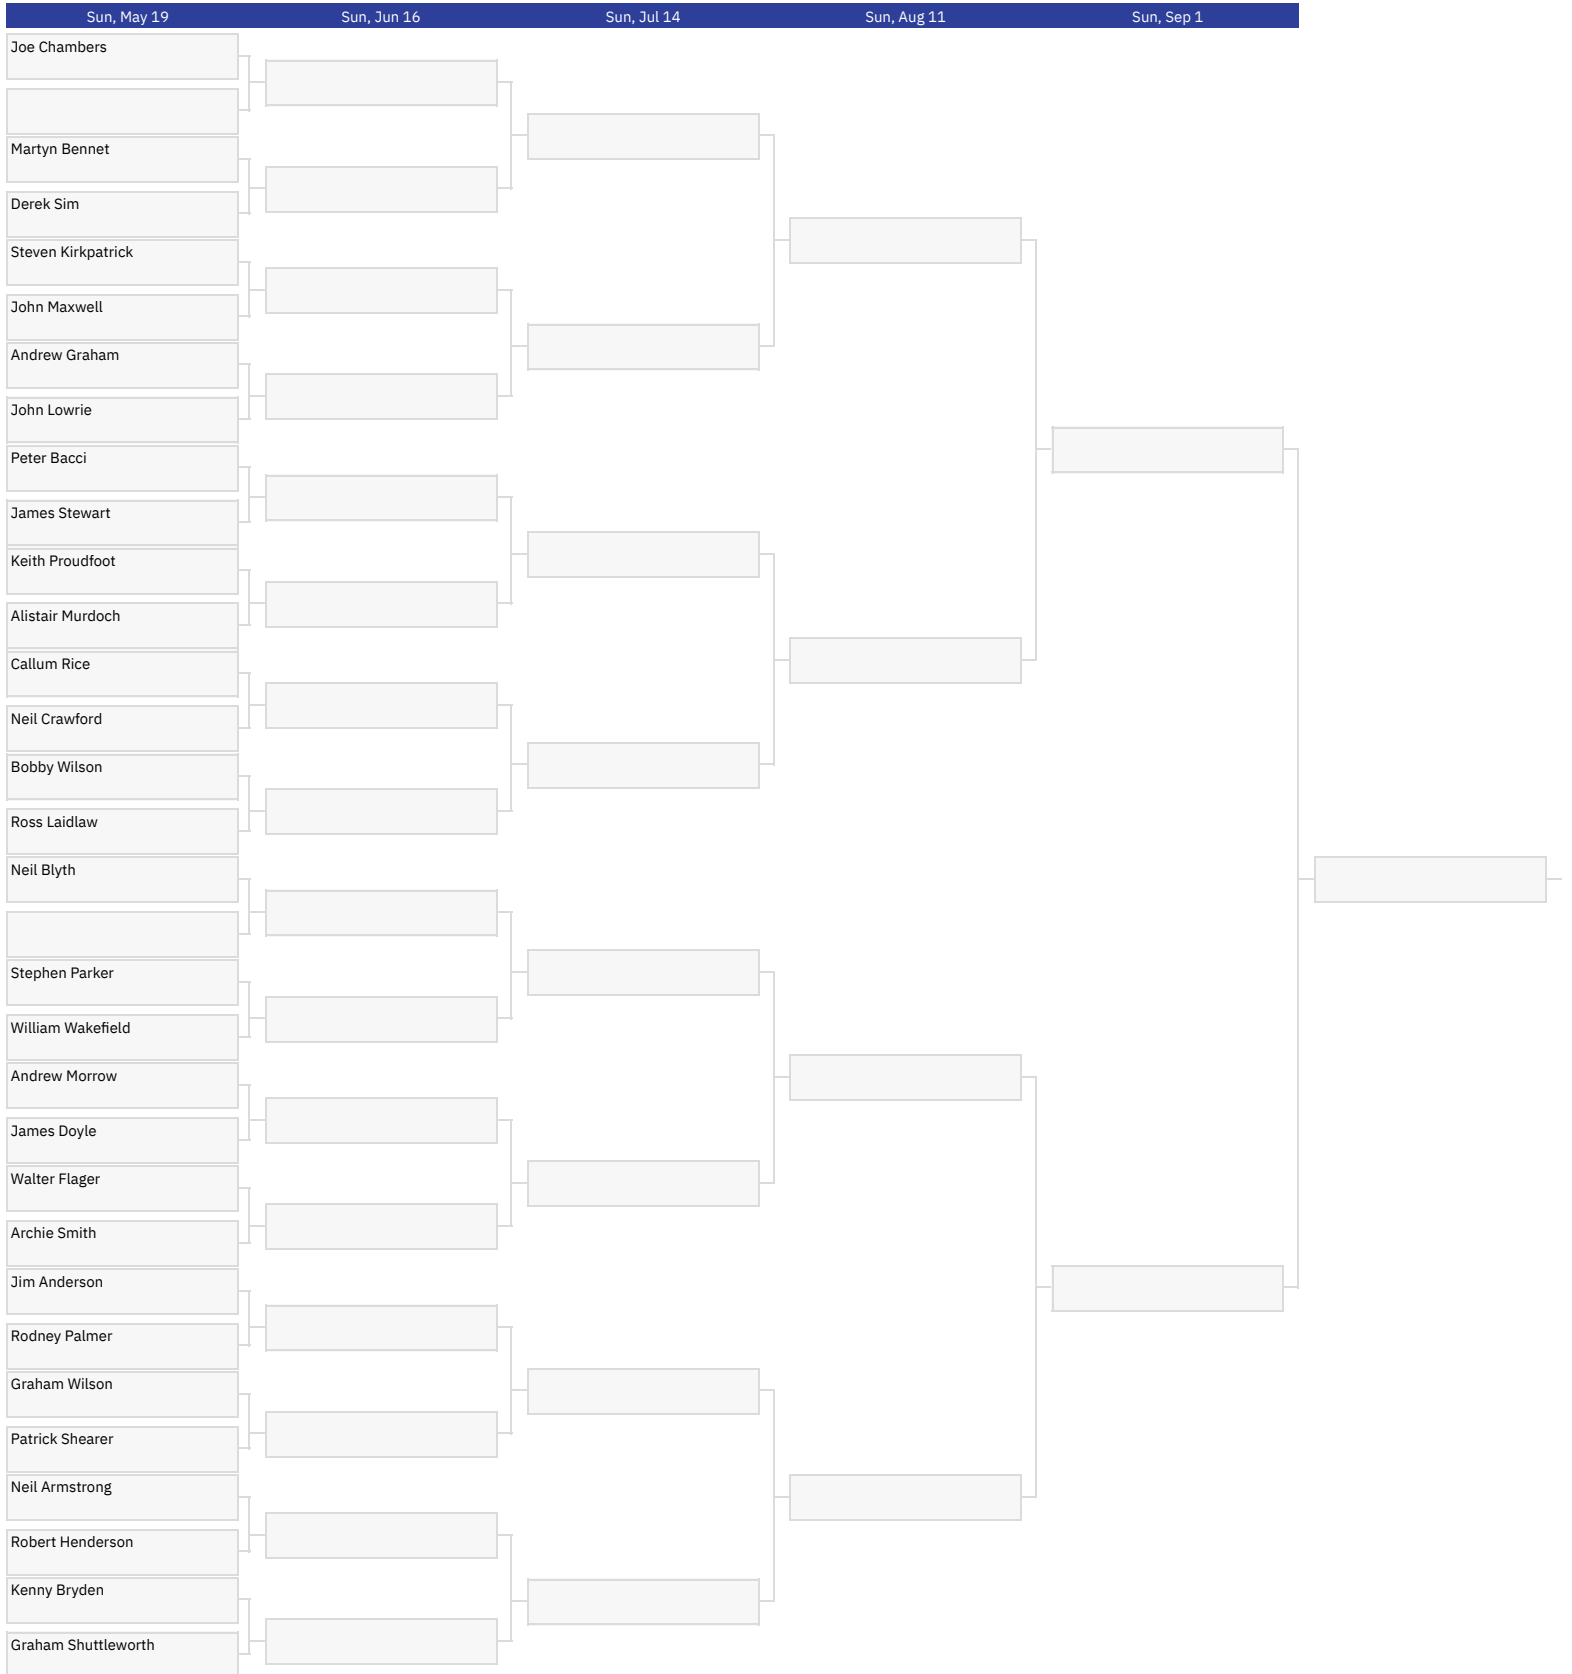 Sun, May 19 Sun, Jun 16 Sun, Jul 14 Sun, Aug 11 Sun, Sep 1
Joe Chambers
Martyn Bennet
Derek Sim
Steven Kirkpatrick
John Maxwell
Andrew Graham
John Lowrie
Peter Bacci
James Stewart
Keith Proudfoot
Alistair Murdoch
Callum Rice
Neil Crawford
Bobby Wilson
Ross Laidlaw
Neil Blyth
Stephen Parker
William Wakefield
Andrew Morrow
James Doyle
Walter Flager
Archie Smith
Jim Anderson
Rodney Palmer
Graham Wilson
Patrick Shearer
Neil Armstrong
Robert Henderson
Kenny Bryden
Graham Shuttleworth